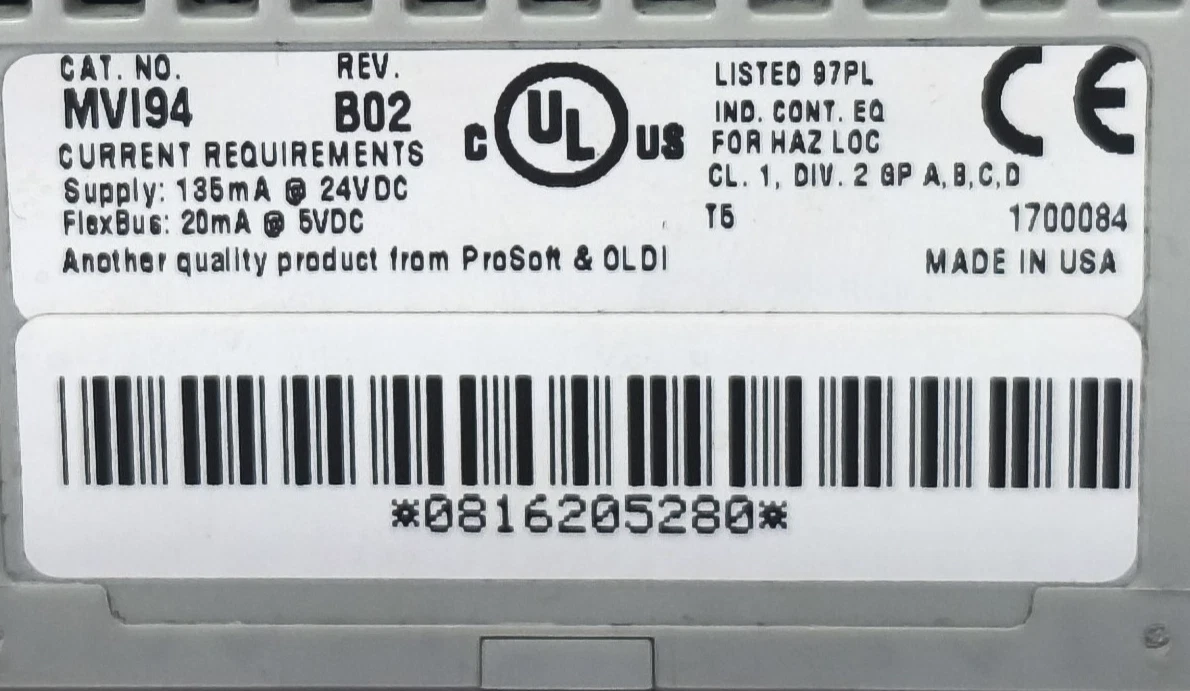 CAT. NO. REV.
MVI94 B02
CURRENT REQUIREMENTS
Supply: 135mA @ 24VDC
FlexBus: 20mA @ 5VDC
Another quality product from ProSoft & OLDI
C UL US
LISTED 97PL
IND. CONT. EQ
FOR HAZ LOC
CL. 1, DIV. 2 GP A,B,C,D
T5 1700084
MADE IN USA
CE
*0816205280*